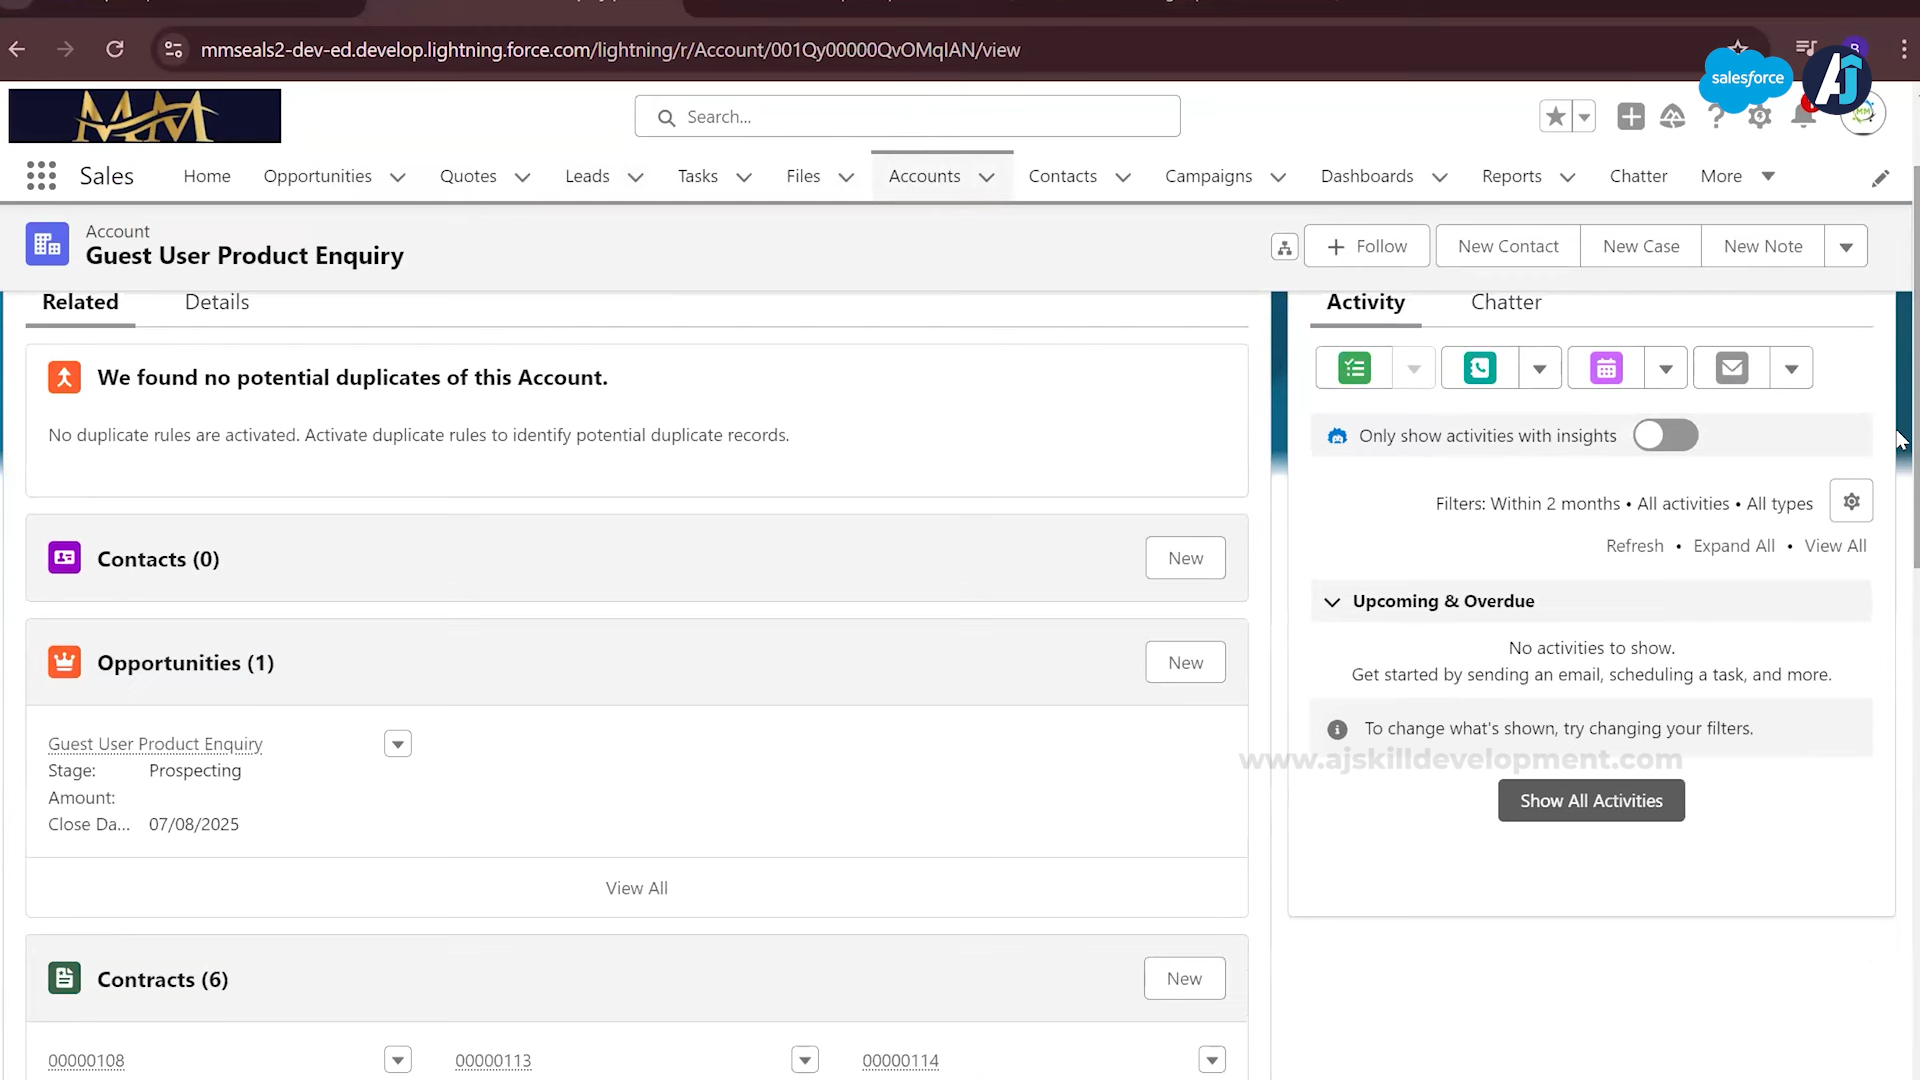 mmseals2-dev-ed.develop.lightning.force.com/lightning/r/Account/001Qy00000QvOMqIAN/view
salesforce
AJ
MM
Search...
Sales
Home
Opportunities
Quotes
Leads
Tasks
Files
Accounts
Contacts
Campaigns
Dashboards
Reports
Chatter
More
Account
Guest User Product Enquiry
Follow
New Contact
New Case
New Note
Related
Details
We found no potential duplicates of this Account.
No duplicate rules are activated. Activate duplicate rules to identify potential duplicate records.
Contacts (0)
New
Opportunities (1)
New
Guest User Product Enquiry
Stage: Prospecting
Amount:
Close Da... 07/08/2025
View All
Contracts (6)
New
00000108
00000113
00000114
Activity
Chatter
Only show activities with insights
Filters: Within 2 months • All activities • All types
Refresh • Expand All • View All
Upcoming & Overdue
No activities to show.
Get started by sending an email, scheduling a task, and more.
To change what's shown, try changing your filters.
www.ajskilldevelopment.com
Show All Activities